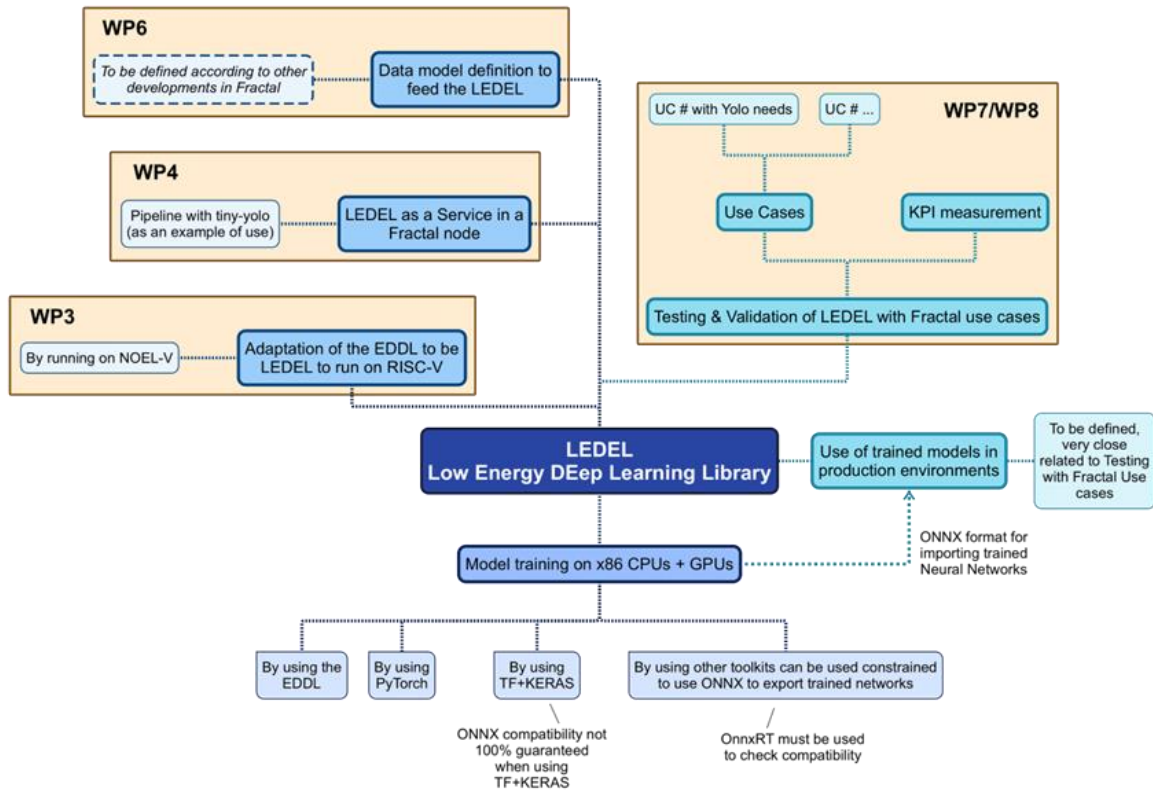 WP6
To be defined according to other
developments in Fractal
Data model definition to
feed the LEDEL
WP4
Pipeline with tiny-yolo
(as an example of use)
LEDEL as a Service in a
Fractal node
WP3
By running on NOEL-V
Adaptation of the EDDL to be
LEDEL to run on RISC-V
WP7/WP8
UC # with Yolo needs
UC # ...
Use Cases
KPI measurement
Testing & Validation of LEDEL with Fractal use cases
LEDEL
Low Energy DEep Learning Library
Use of trained models in
production environments
To be defined,
very close
related to Testing
with Fractal Use
cases
ONNX format for
importing trained
Neural Networks
Model training on x86 CPUs + GPUs
By using the
EDDL
By using
PyTorch
By using
TF+KERAS
By using other toolkits can be used constrained
to use ONNX to export trained networks
ONNX compatibility not
100% guaranteed
when using
TF+KERAS
OnnxRT must be used
to check compatibility